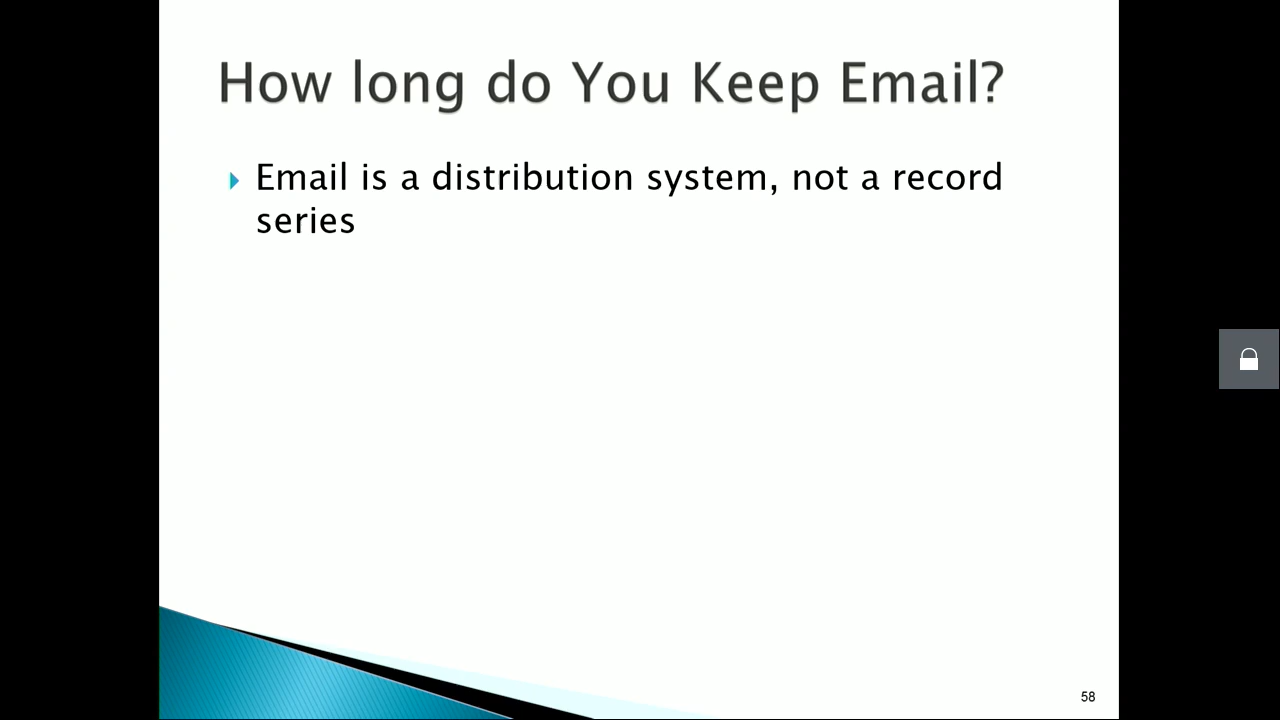 How long do You Keep Email?
Email is a distribution system, not a record
series
58